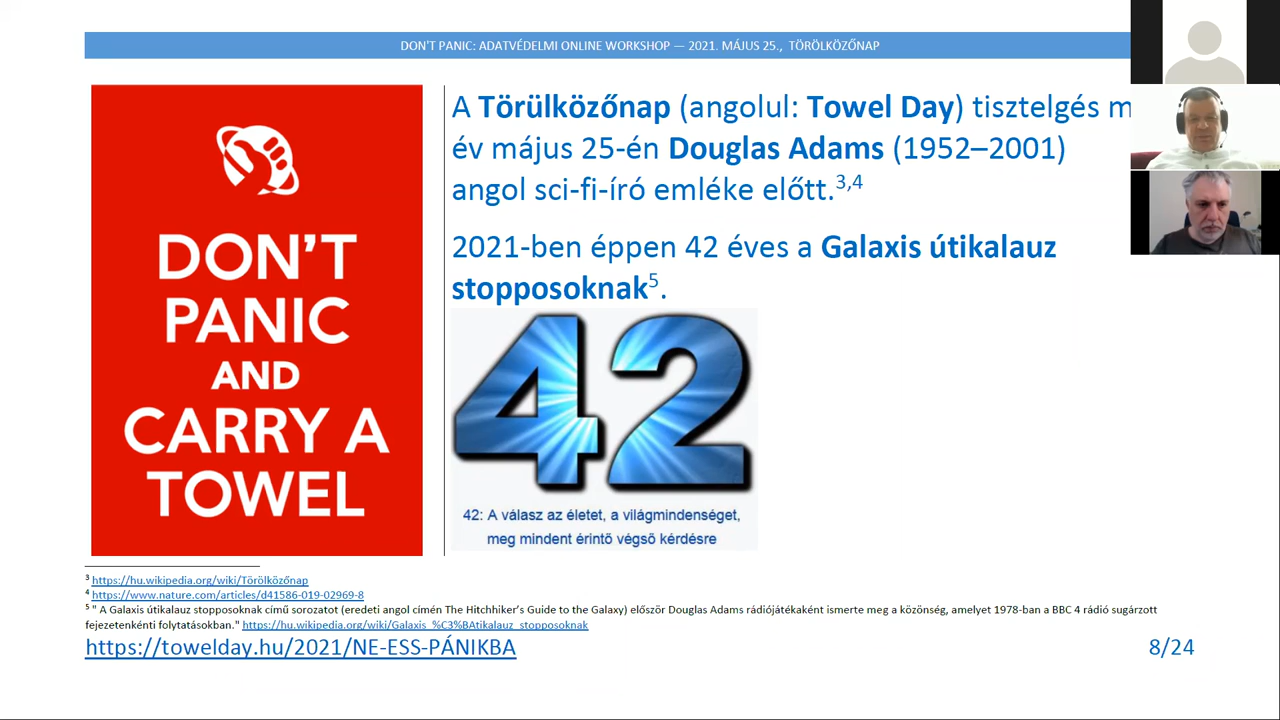 DON'T PANIC: ADATVÉDELMI ONLINE WORKSHOP — 2021. MÁJUS 25., TÖRÖLKÖZŐNAP
DON'T
PANIC
AND
CARRY A
TOWEL
A Törülközőnap (angolul: Towel Day) tisztelgés m
év május 25-én Douglas Adams (1952–2001)
angol sci-fi-író emléke előtt.3,4
2021-ben éppen 42 éves a Galaxis útikalauz
stopposoknak5.
42
42: A válasz az életet, a világmindenséget,
meg mindent érintő végső kérdésre
3 https://hu.wikipedia.org/wiki/Törölközőnap
4 https://www.nature.com/articles/d41586-019-02969-8
5 " A Galaxis útikalauz stopposoknak című sorozatot (eredeti angol címén The Hitchhiker's Guide to the Galaxy) először Douglas Adams rádiójátékaként ismerte meg a közönség, amelyet 1978-ban a BBC 4 rádió sugárzott
fejezetenkénti folytatásokban." https://hu.wikipedia.org/wiki/Galaxis_%C3%BAtikalauz_stopposoknak
https://towelday.hu/2021/NE-ESS-PÁNIKBA
8/24